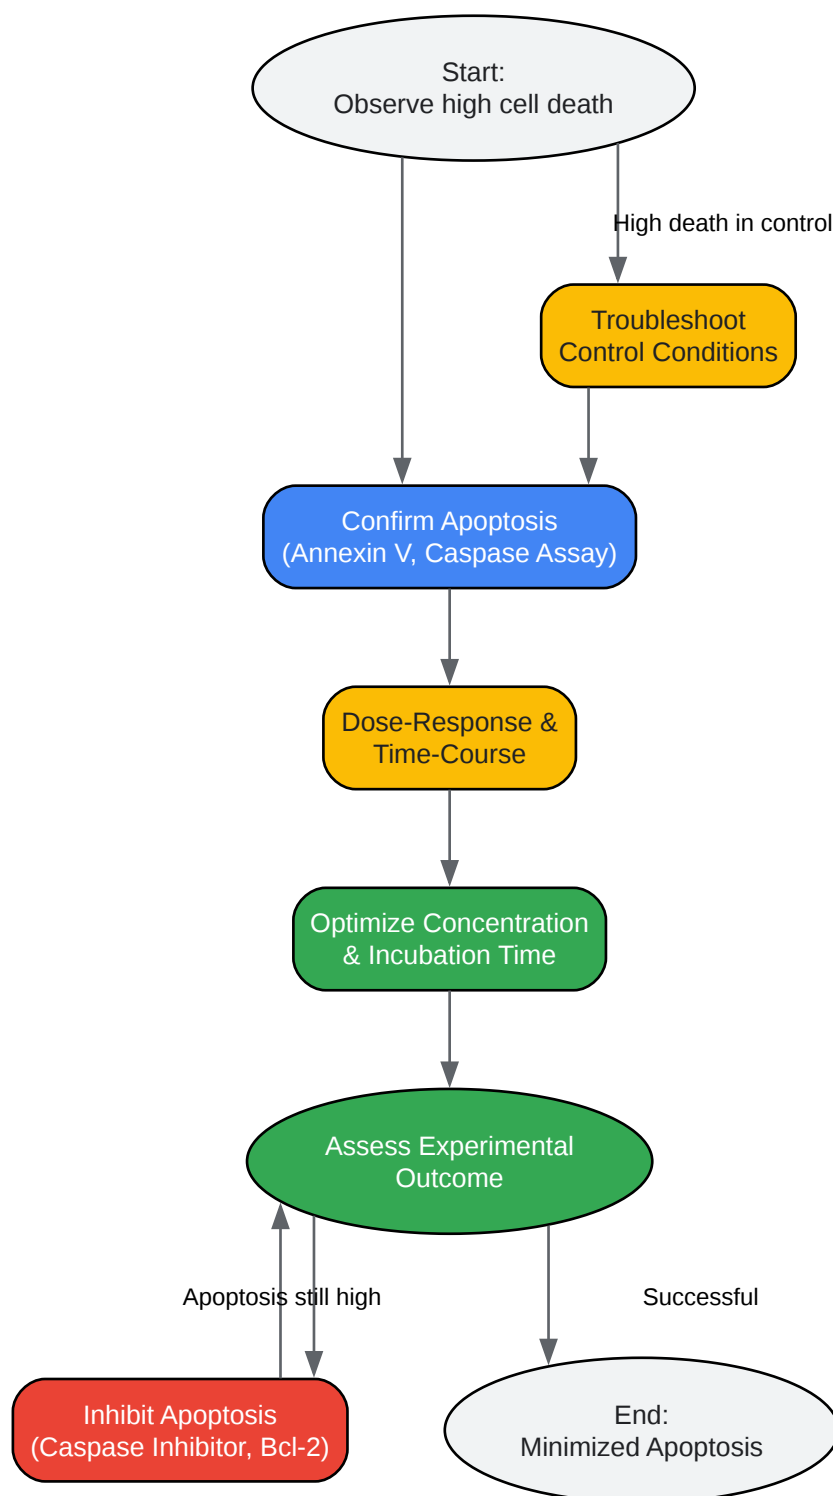 Start:
Observe high cell death
High death in control
Troubleshoot
Control Conditions
Confirm Apoptosis
(Annexin V, Caspase Assay)
Dose-Response &
Time-Course
Optimize Concentration
& Incubation Time
Assess Experimental
Outcome
Apoptosis still high
Successful
Inhibit Apoptosis
(Caspase Inhibitor, Bcl-2)
End:
Minimized Apoptosis